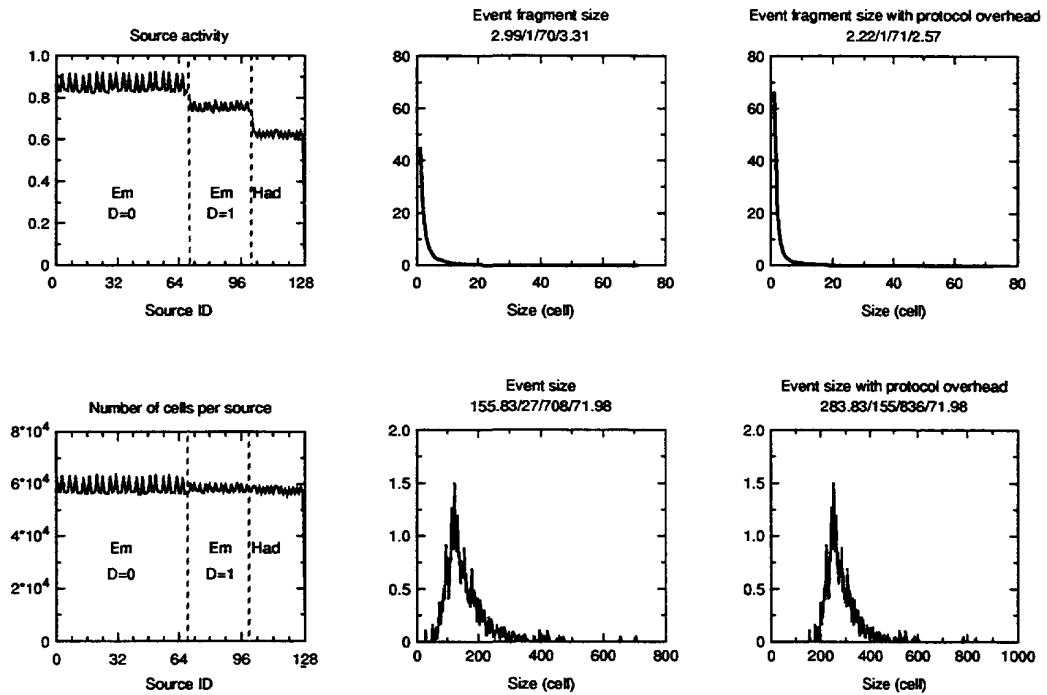 Source activity
1.0
0.8
0.6
0.4
0.2
0
Em
D=0
Em
D=1
Had
0 32 64 96 128
Source ID
Event fragment size
2.99/1/70/3.31
80
60
40
20
0
0 20 40 60 80
Size (cell)
Event fragment size with protocol overhead
2.22/1/71/2.57
80
60
40
20
0
0 20 40 60 80
Size (cell)
Number of cells per source
8*10^4
6*10^4
4*10^4
2*10^4
0
Em
D=0
Em
D=1
Had
0 32 64 96 128
Source ID
Event size
155.83/27/708/71.98
2.0
1.5
1.0
0.5
0
0 200 400 600 800
Size (cell)
Event size with protocol overhead
283.83/155/836/71.98
2.0
1.5
1.0
0.5
0
0 200 400 600 800 1000
Size (cell)